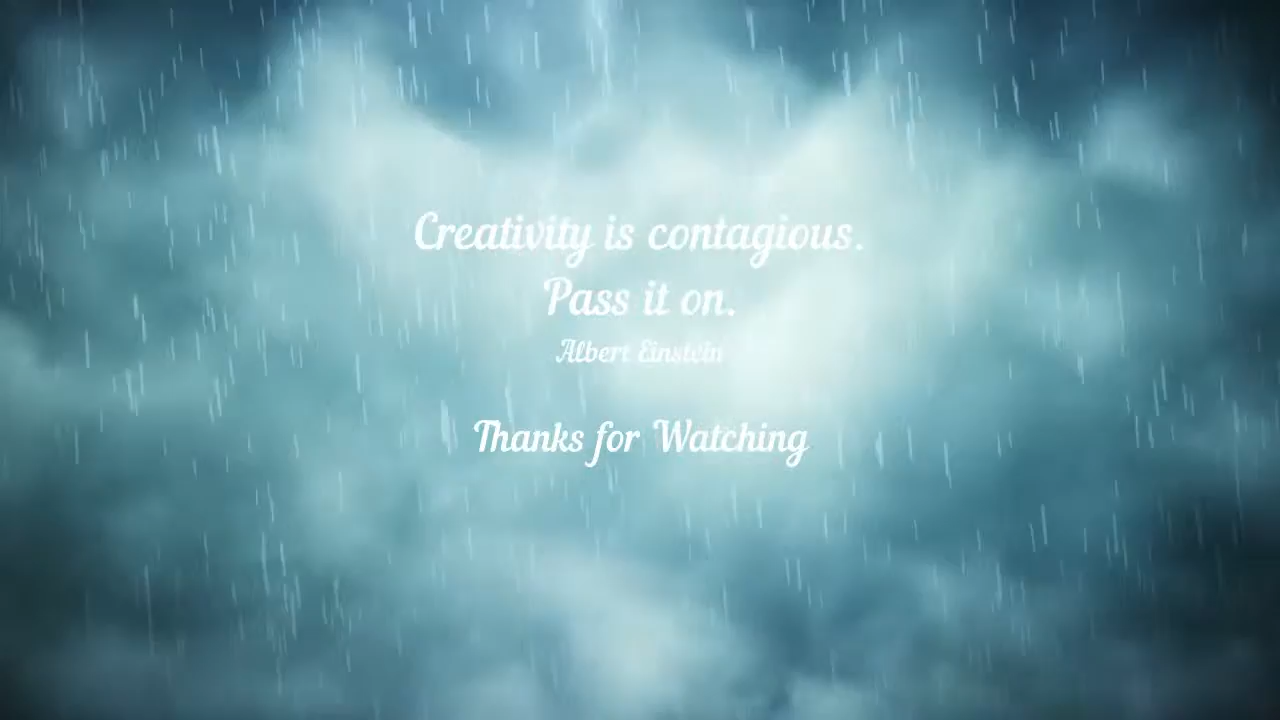 Creativity is contagious.
Pass it on.
Albert Einstein
Thanks for Watching